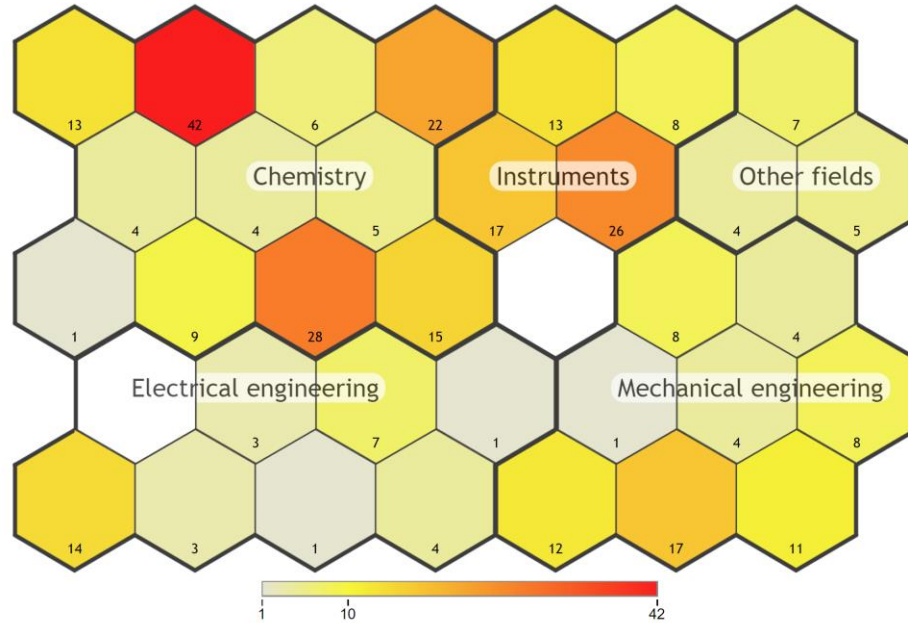 13 42 6 22 13 8 7
Chemistry Instruments Other fields
4 4 5 17 26 4 5
1 9 28 15 8 4
Electrical engineering Mechanical engineering
3 7 1 1 4 8
14 3 1 4 12 17 11
1 10 42